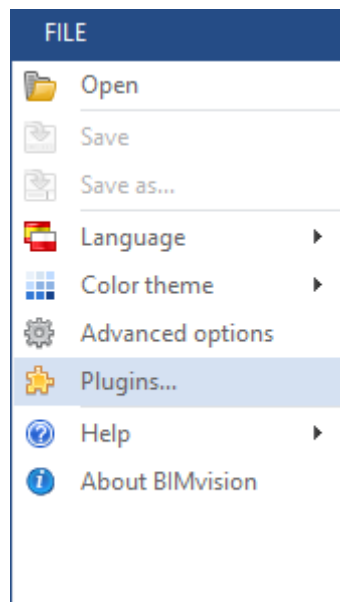 FILE
Open
Save
Save as...
Language
Color theme
Advanced options
Plugins...
Help
About BIMvision